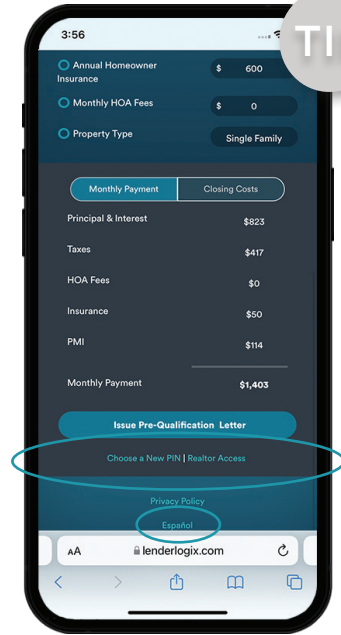 3:56
TI
Annual Homeowner
Insurance
$ 600
Monthly HOA Fees
$ 0
Property Type
Single Family
Monthly Payment
Closing Costs
Principal & Interest
$823
Taxes
$417
HOA Fees
$0
Insurance
$50
PMI
$114
Monthly Payment
$1,403
Issue Pre-Qualification Letter
Choose a New PIN | Realtor Access
Privacy Policy
Español
AA
lenderlogix.com